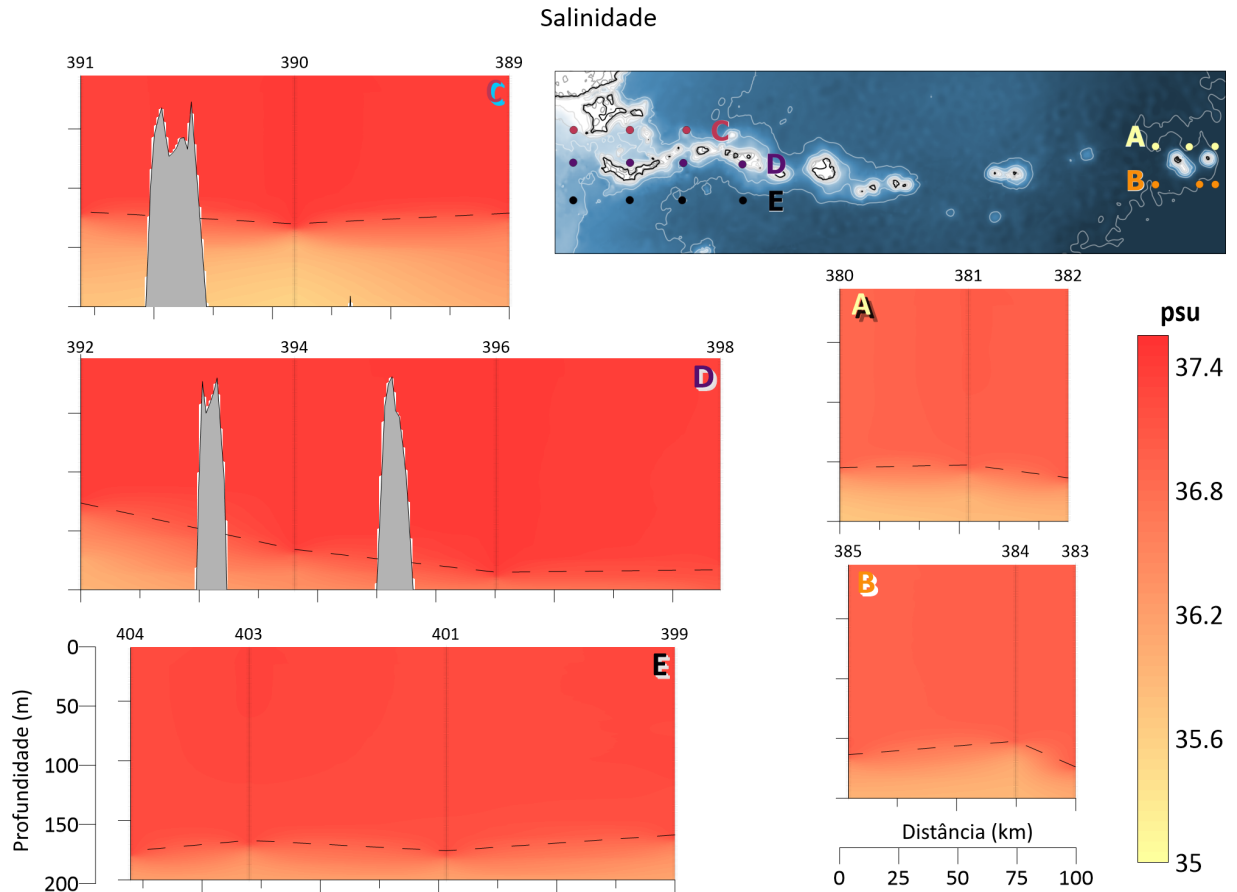 Salinidade
391 390 389
C
C
A
D
B
E
380 381 382
A
psu
37.4
36.8
36.2
35.6
35
392 394 396 398
D
385 384 383
B
404 403 401 399
E
0
50
100
150
200
Profundidade (m)
Distância (km)
0 25 50 75 100